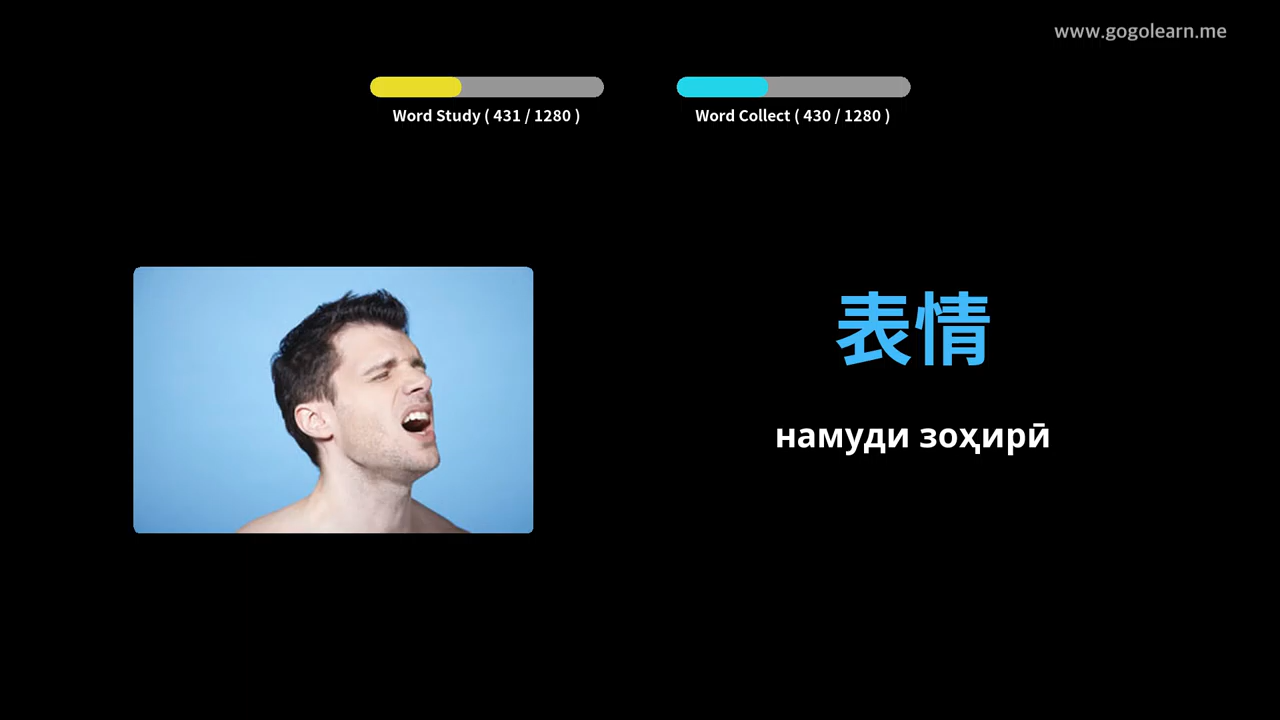 www.gogolearn.me
Word Study ( 431 / 1280 )
Word Collect ( 430 / 1280 )
表情
намуди зоҳирӣ